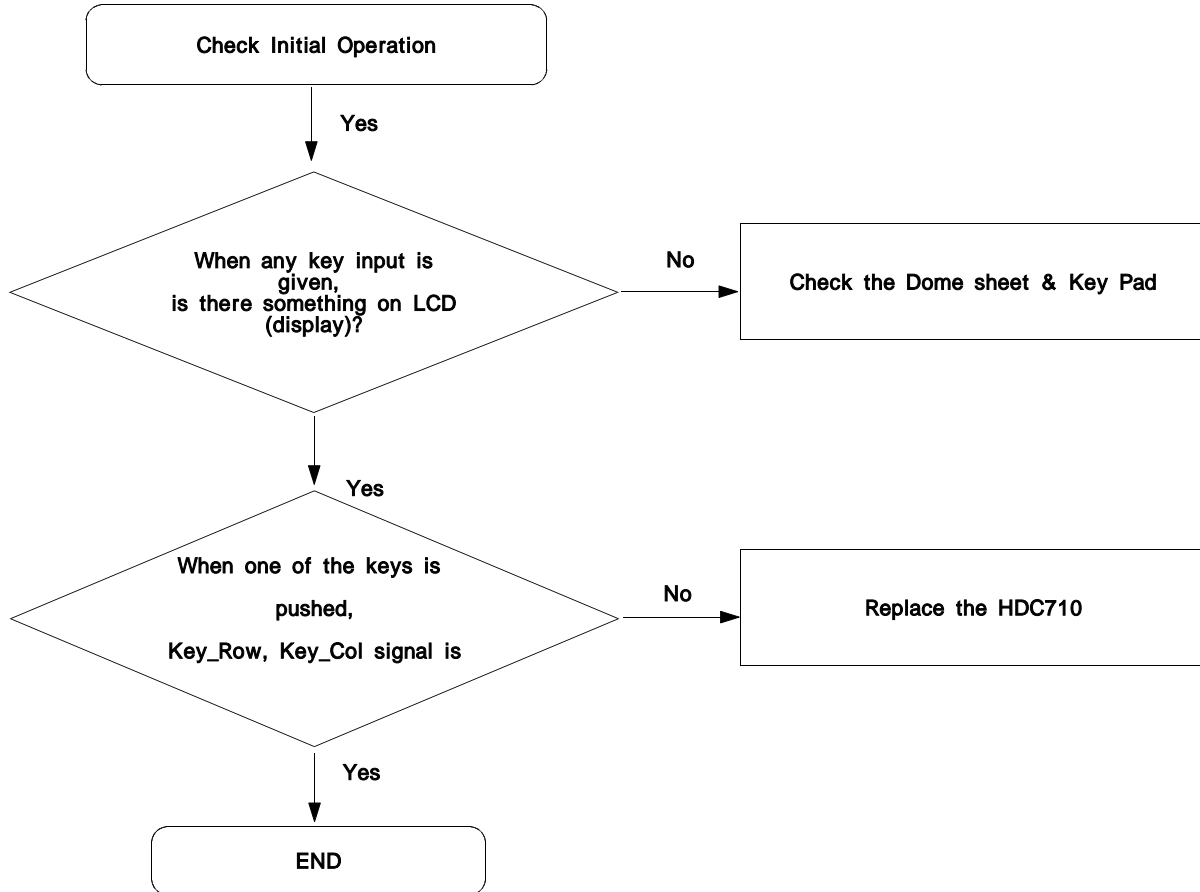 Check Initial Operation
Yes
When any key input is
given,
is there something on LCD
(display)?
No
Check the Dome sheet & Key Pad
Yes
When one of the keys is
pushed,
Key_Row, Key_Col signal is
No
Replace the HDC710
Yes
END